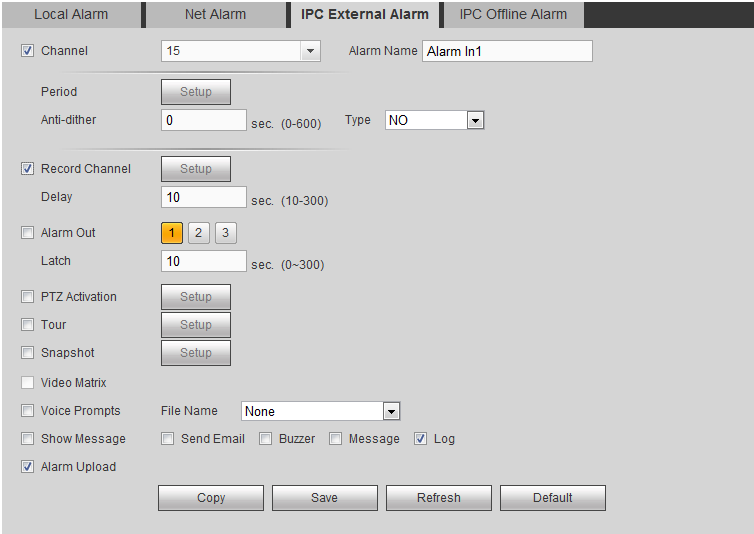 Local Alarm Net Alarm IPC External Alarm IPC Offline Alarm
Channel 15 Alarm Name Alarm In1
Period Setup
Anti-dither 0 sec. (0-600) Type NO
Record Channel Setup
Delay 10 sec. (10-300)
Alarm Out 1 2 3
Latch 10 sec. (0~300)
PTZ Activation Setup
Tour Setup
Snapshot Setup
Video Matrix
Voice Prompts File Name None
Show Message Send Email Buzzer Message Log
Alarm Upload
Copy Save Refresh Default